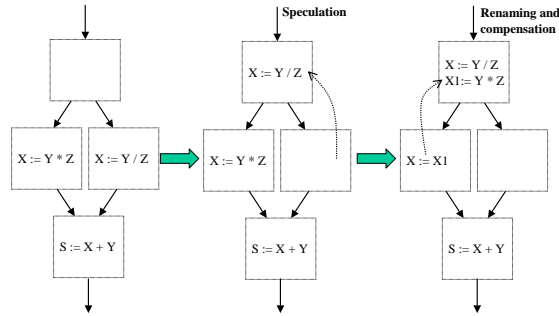 Speculation
Renaming and
compensation
X := Y / Z
X := Y / Z
X1:= Y * Z
X := Y * Z
X := Y / Z
X := Y * Z
X := X1
S := X + Y
S := X + Y
S := X + Y